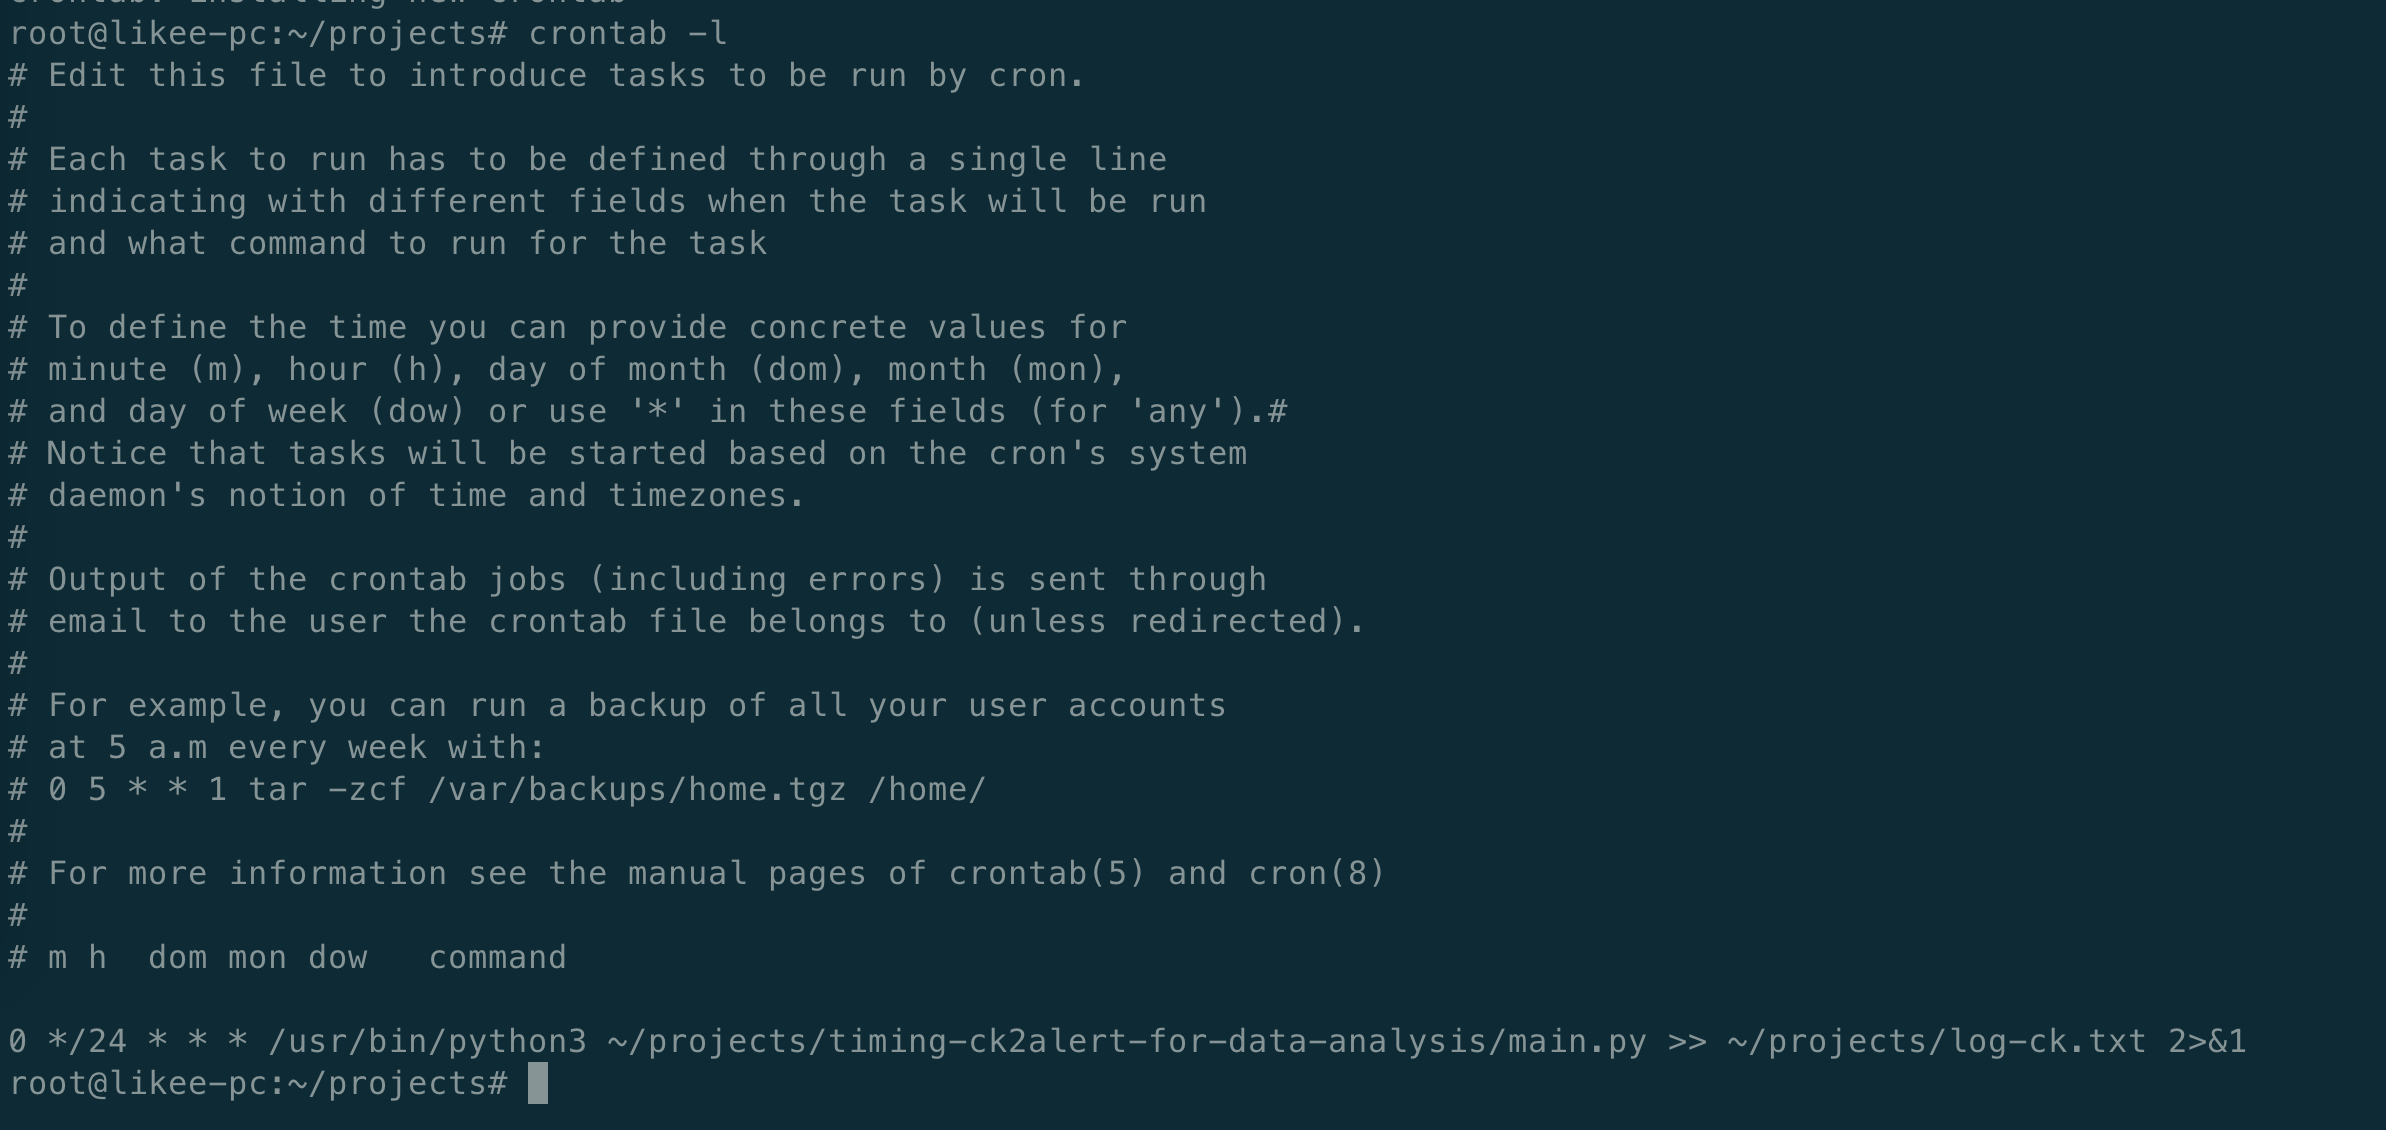 crontab: installing new crontab
root@likee-pc:~/projects# crontab -l
# Edit this file to introduce tasks to be run by cron.
#
# Each task to run has to be defined through a single line
# indicating with different fields when the task will be run
# and what command to run for the task
#
# To define the time you can provide concrete values for
# minute (m), hour (h), day of month (dom), month (mon),
# and day of week (dow) or use '*' in these fields (for 'any').#
# Notice that tasks will be started based on the cron's system
# daemon's notion of time and timezones.
#
# Output of the crontab jobs (including errors) is sent through
# email to the user the crontab file belongs to (unless redirected).
#
# For example, you can run a backup of all your user accounts
# at 5 a.m every week with:
# 0 5 * * 1 tar -zcf /var/backups/home.tgz /home/
#
# For more information see the manual pages of crontab(5) and cron(8)
#
# m h  dom mon dow   command
0 */24 * * * /usr/bin/python3 ~/projects/timing-ck2alert-for-data-analysis/main.py >> ~/projects/log-ck.txt 2>&1
root@likee-pc:~/projects#